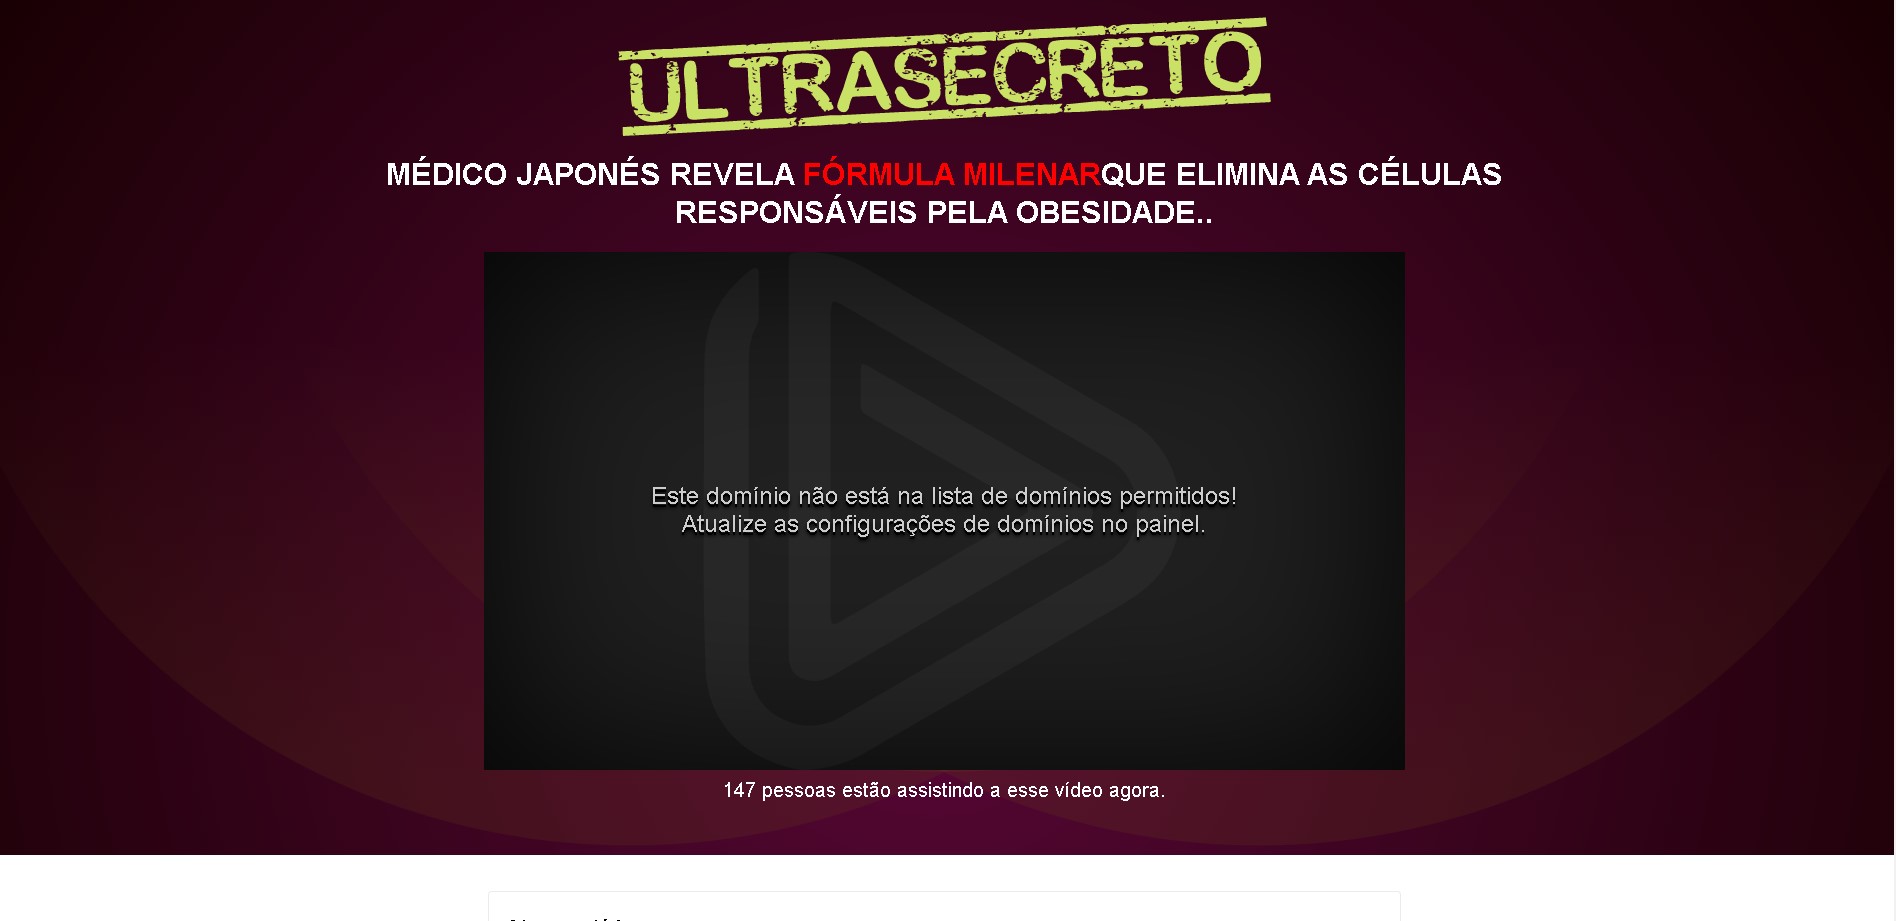 ULTRASECRETO
MÉDICO JAPONÉS REVELA FÓRMULA MILENARQUE ELIMINA AS CÉLULAS
RESPONSÁVEIS PELA OBESIDADE..
Este domínio não está na lista de domínios permitidos!
Atualize as configurações de domínios no painel.
147 pessoas estão assistindo a esse vídeo agora.